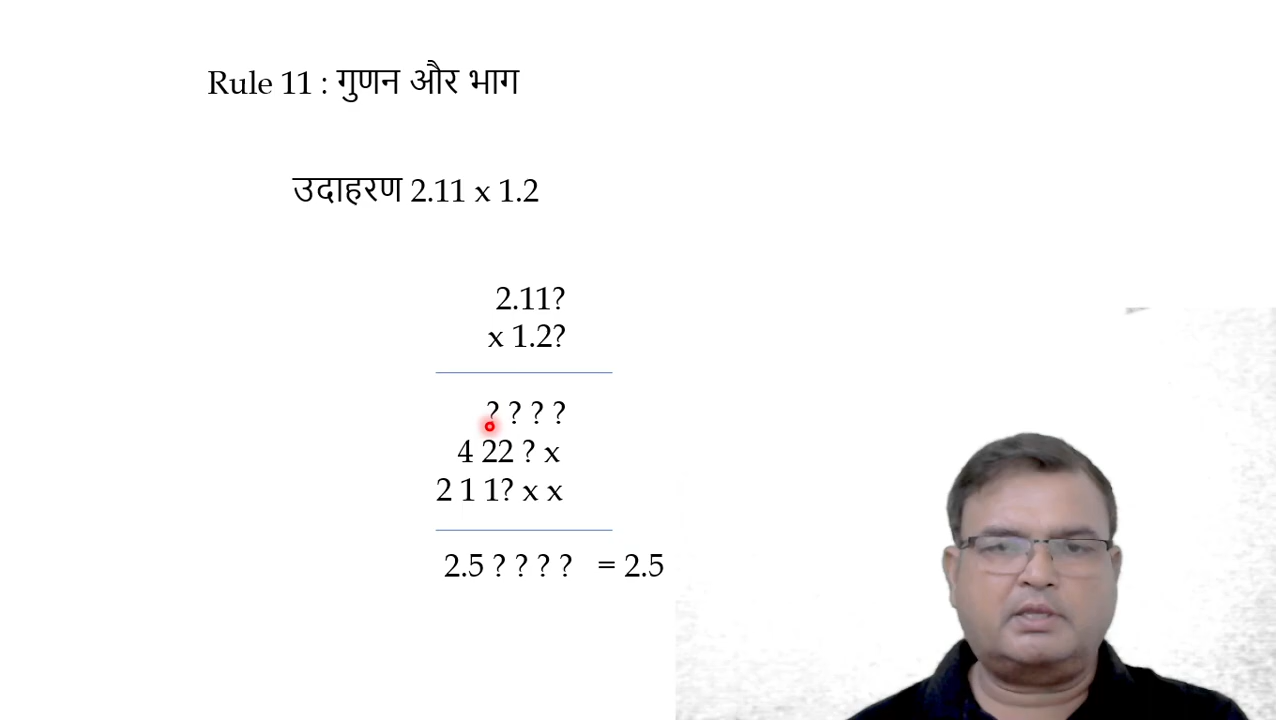 Rule 11 : गुणन और भाग
उदाहरण 2.11 x 1.2
2.11?
x 1.2?
? ? ? ?
4 22 ? x
2 1 1? x x
2.5 ? ? ? ? = 2.5